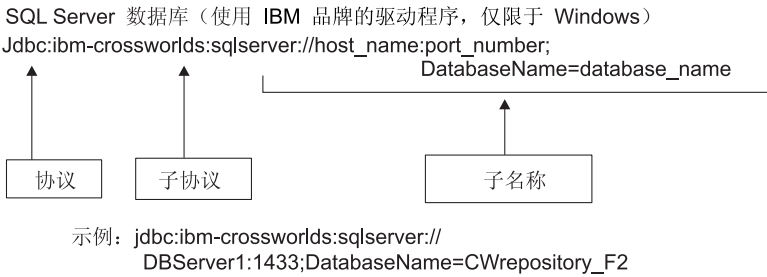 SQL Server 数据库（使用 IBM 品牌的驱动程序，仅限于 Windows）
Jdbc:ibm-crossworlds:sqlserver://host_name:port_number;
DatabaseName=database_name
协议
子协议
子名称
示例：jdbc:ibm-crossworlds:sqlserver://
DBServer1:1433;DatabaseName=CWrepository_F2